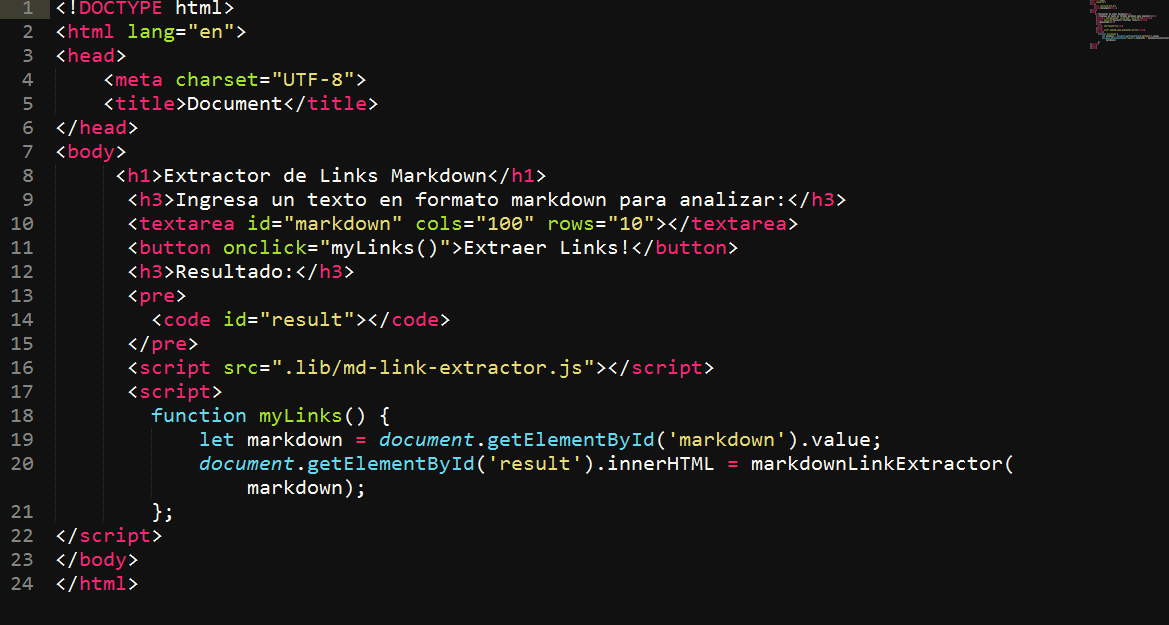 1 <!DOCTYPE html>
2 <html lang="en">
3 <head>
4     <meta charset="UTF-8">
5     <title>Document</title>
6 </head>
7 <body>
8      <h1>Extractor de Links Markdown</h1>
9       <h3>Ingresa un texto en formato markdown para analizar:</h3>
10       <textarea id="markdown" cols="100" rows="10"></textarea>
11       <button onclick="myLinks()">Extraer Links!</button>
12       <h3>Resultado:</h3>
13       <pre>
14         <code id="result"></code>
15       </pre>
16       <script src=".lib/md-link-extractor.js"></script>
17       <script>
18         function myLinks() {
19             let markdown = document.getElementById('markdown').value;
20             document.getElementById('result').innerHTML = markdownLinkExtractor(
                markdown);
21         };
22 </script>
23 </body>
24 </html>